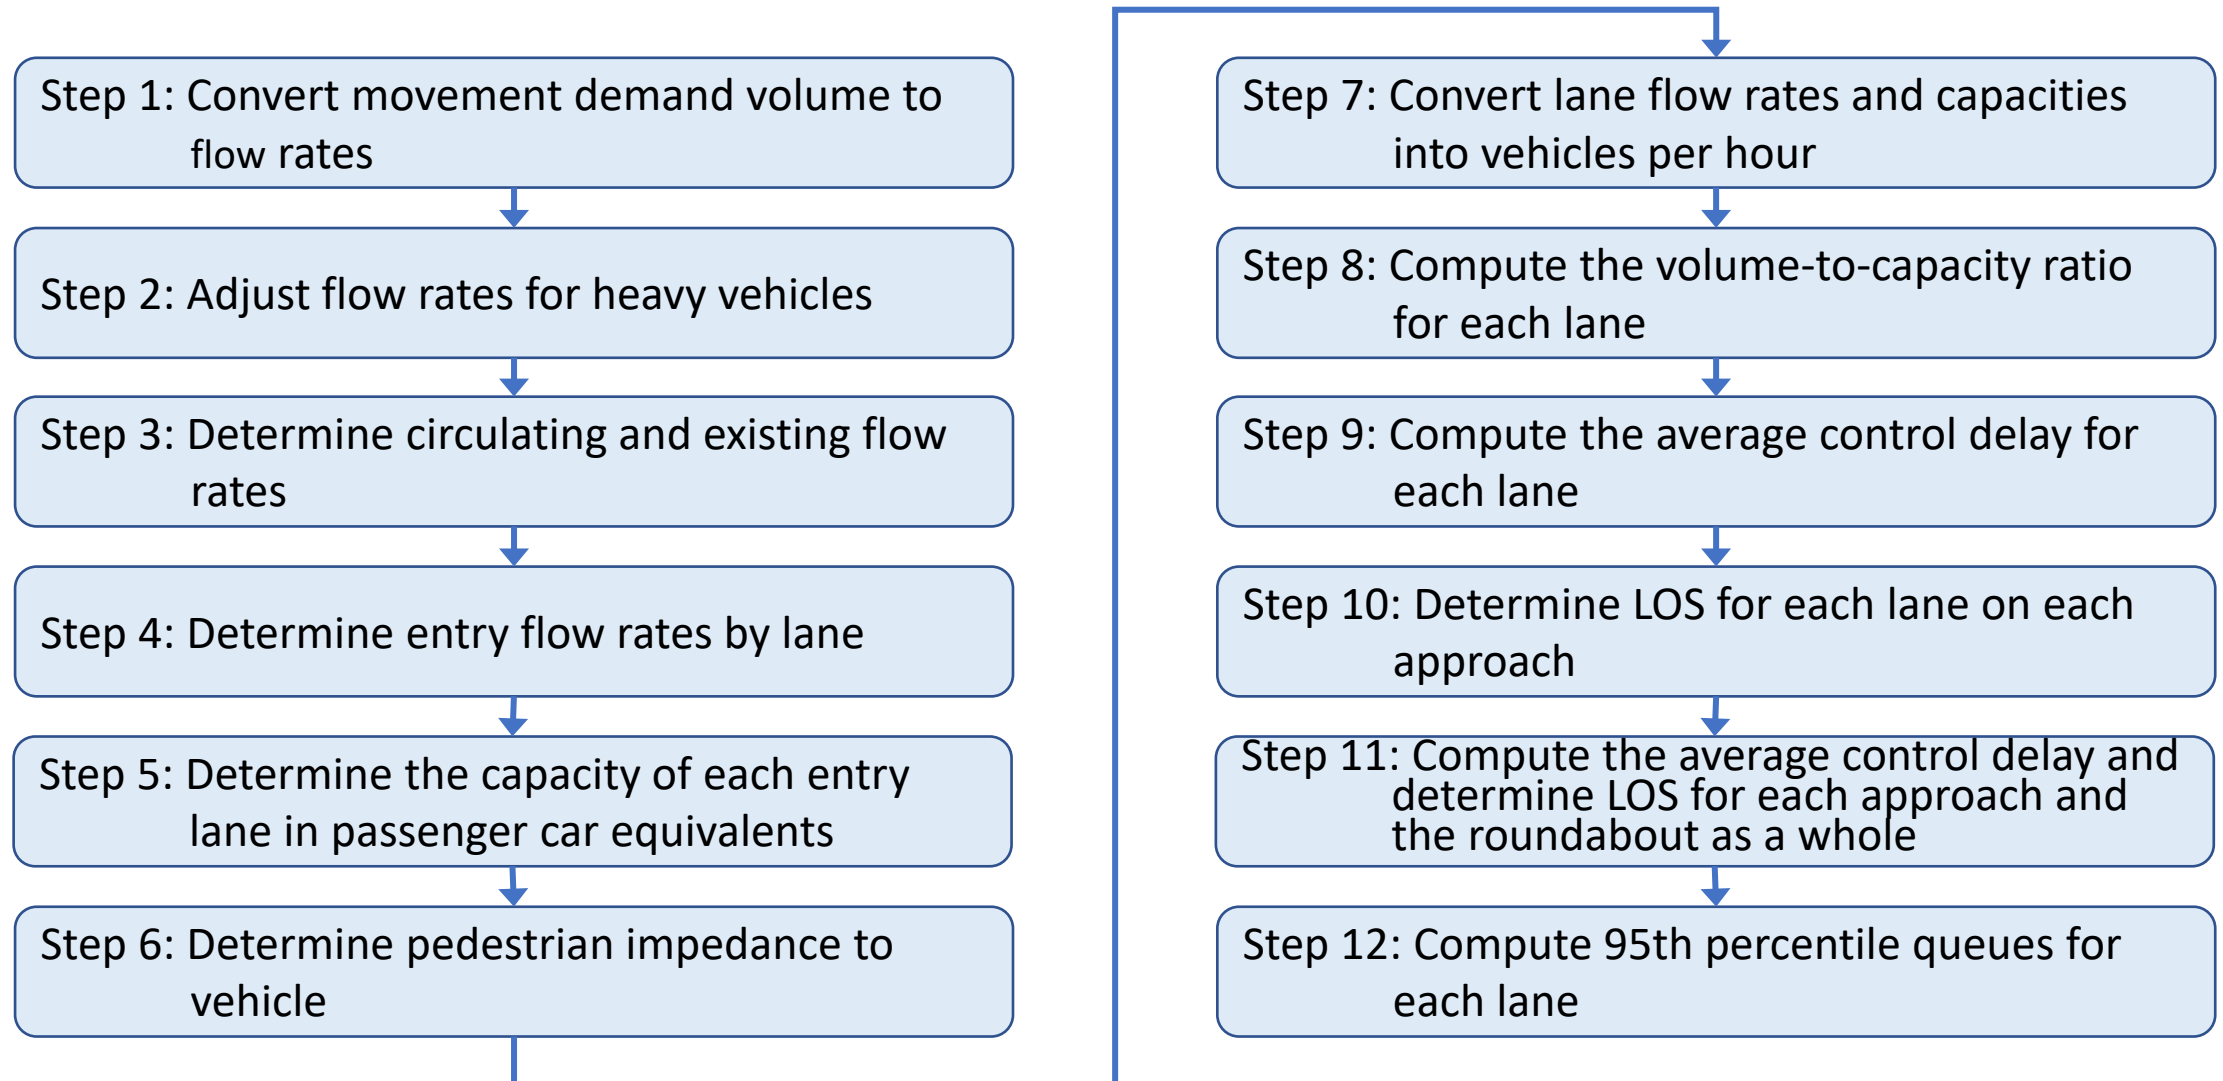 Step 1: Convert movement demand volume to
flow rates
Step 2: Adjust flow rates for heavy vehicles
Step 3: Determine circulating and existing flow
rates
Step 4: Determine entry flow rates by lane
Step 5: Determine the capacity of each entry
lane in passenger car equivalents
Step 6: Determine pedestrian impedance to
vehicle
Step 7: Convert lane flow rates and capacities
into vehicles per hour
Step 8: Compute the volume-to-capacity ratio
for each lane
Step 9: Compute the average control delay for
each lane
Step 10: Determine LOS for each lane on each
approach
Step 11: Compute the average control delay and
determine LOS for each approach and
the roundabout as a whole
Step 12: Compute 95th percentile queues for
each lane